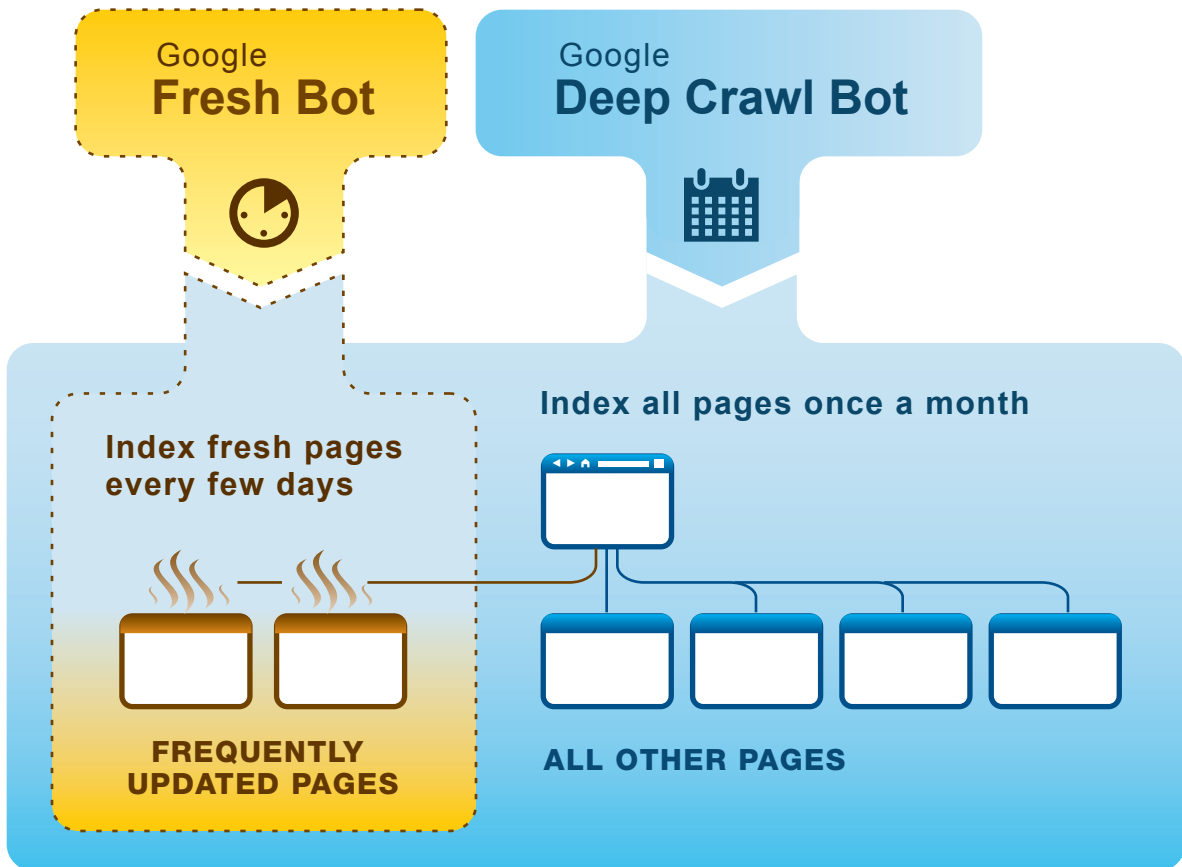 Google
Fresh Bot
Google
Deep Crawl Bot
Index fresh pages
every few days
Index all pages once a month
FREQUENTLY
UPDATED PAGES
ALL OTHER PAGES